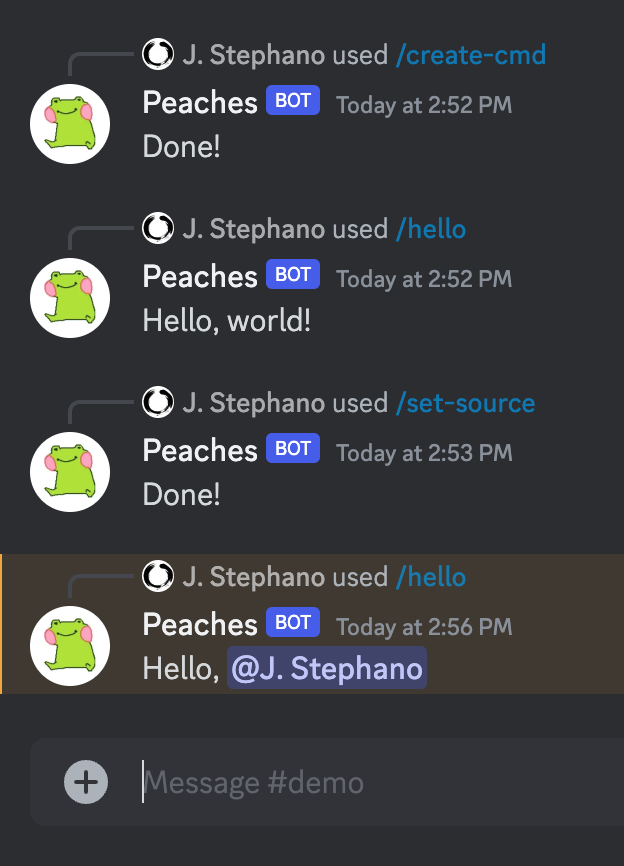 J. Stephano used /create-cmd
Peaches BOT Today at 2:52 PM
Done!
J. Stephano used /hello
Peaches BOT Today at 2:52 PM
Hello, world!
J. Stephano used /set-source
Peaches BOT Today at 2:53 PM
Done!
J. Stephano used /hello
Peaches BOT Today at 2:56 PM
Hello, @J. Stephano
Message #demo